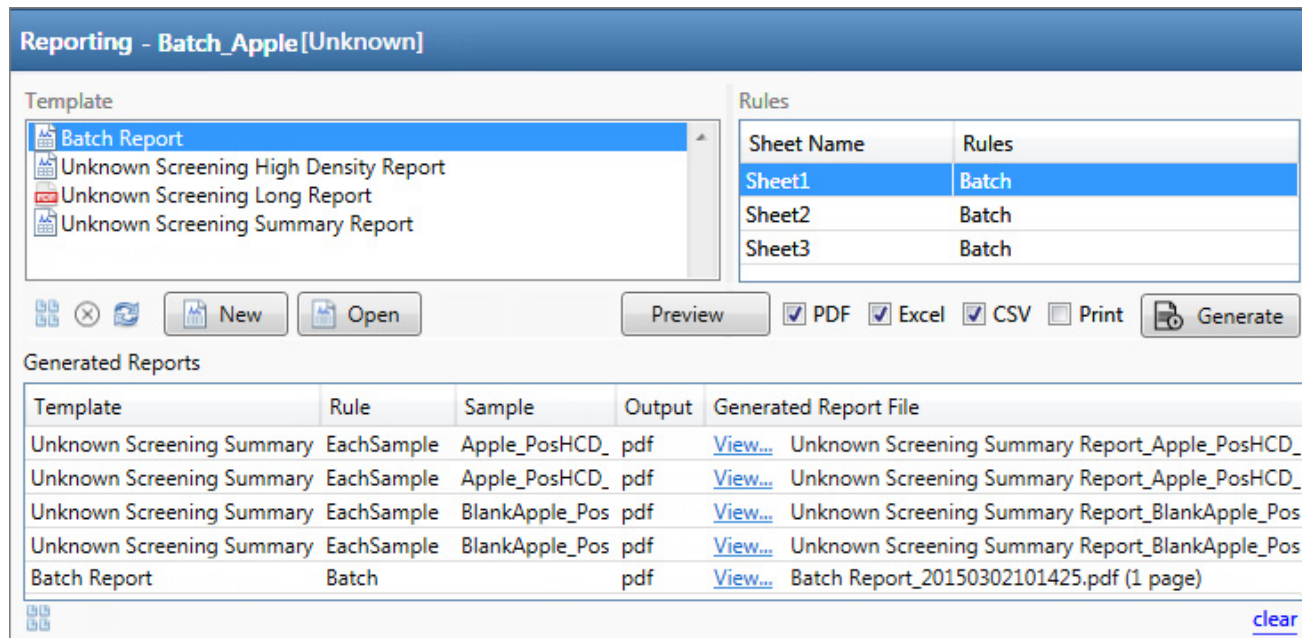 Reporting - Batch_Apple[Unknown]
Template
Batch Report
Unknown Screening High Density Report
Unknown Screening Long Report
Unknown Screening Summary Report
Rules
Sheet Name Rules
Sheet1 Batch
Sheet2 Batch
Sheet3 Batch
New Open Preview PDF Excel CSV Print Generate
Generated Reports
Template Rule Sample Output Generated Report File
Unknown Screening Summary EachSample Apple_PosHCD_ pdf View... Unknown Screening Summary Report_Apple_PosHCD_
Unknown Screening Summary EachSample Apple_PosHCD_ pdf View... Unknown Screening Summary Report_Apple_PosHCD_
Unknown Screening Summary EachSample BlankApple_Pos pdf View... Unknown Screening Summary Report_BlankApple_Pos
Unknown Screening Summary EachSample BlankApple_Pos pdf View... Unknown Screening Summary Report_BlankApple_Pos
Batch Report Batch pdf View... Batch Report_20150302101425.pdf (1 page)
clear